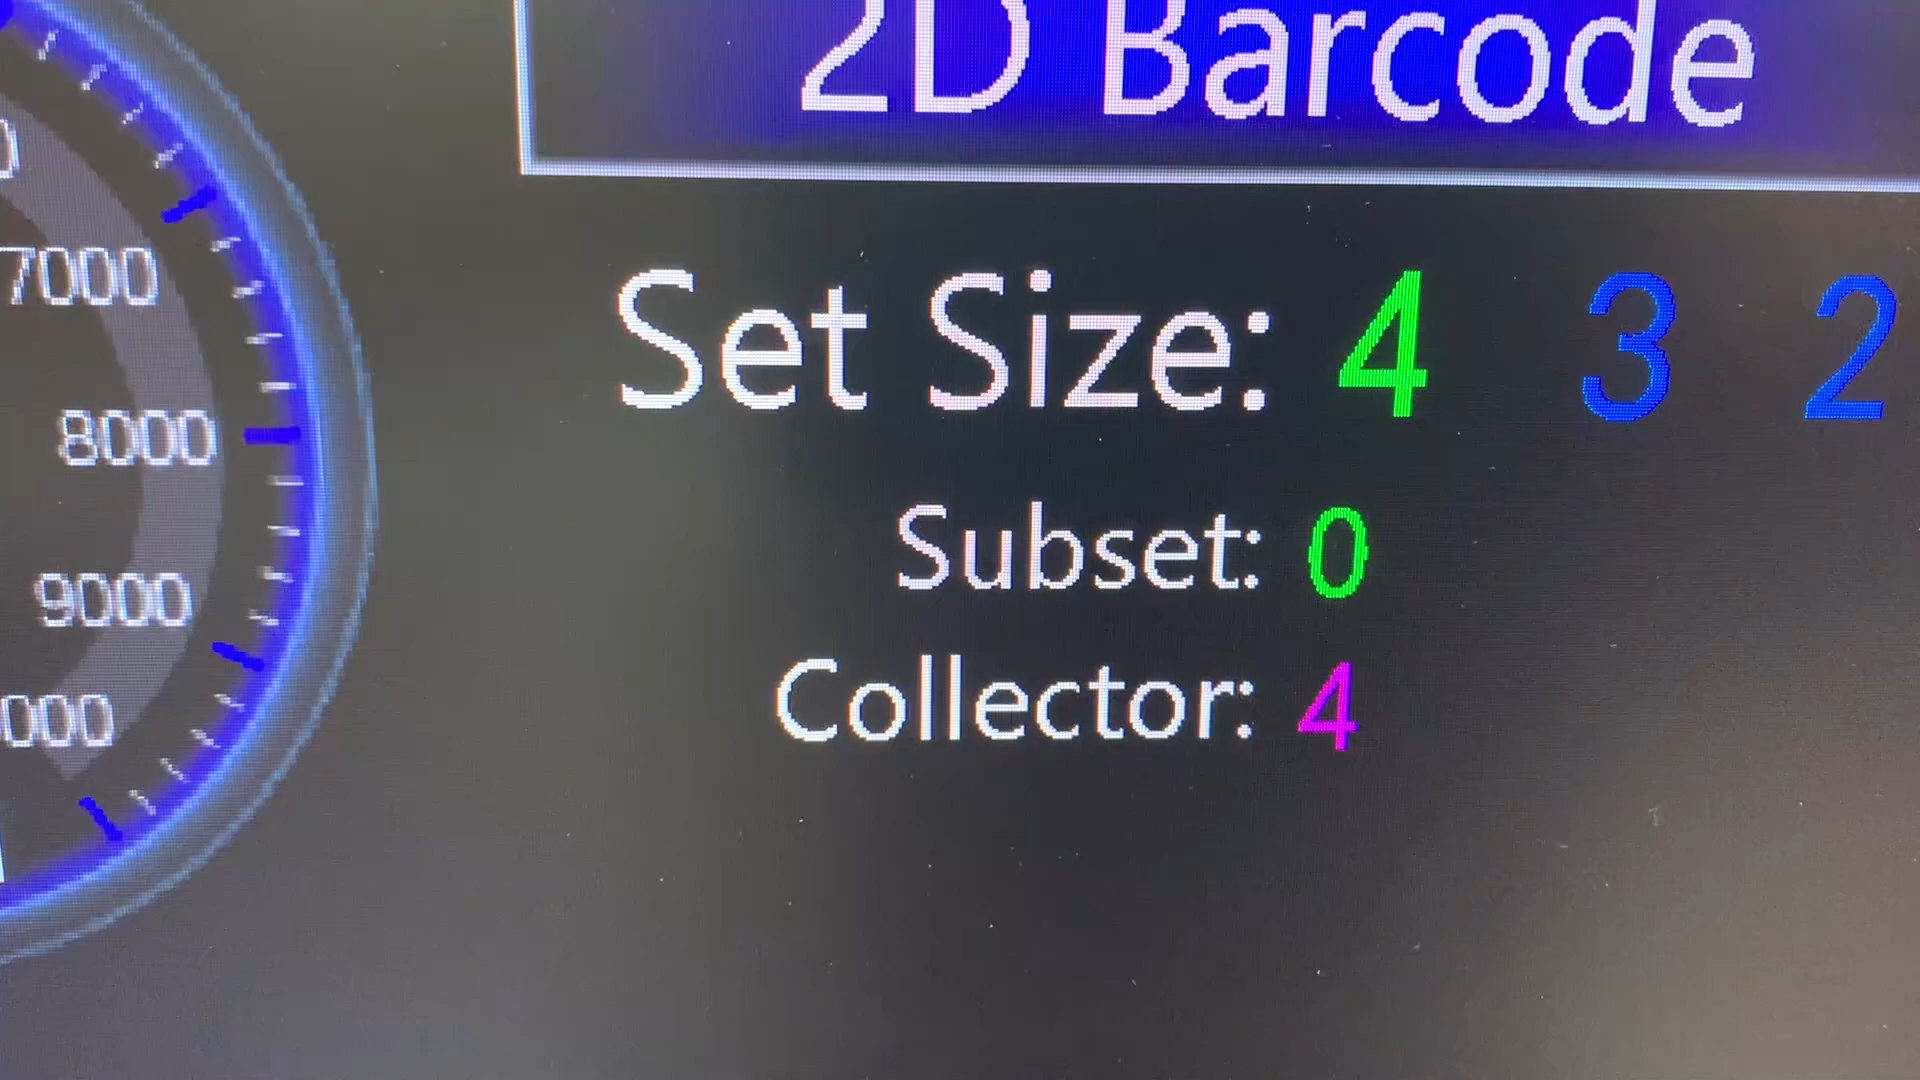 2D Barcode
7000
Set Size: 4 3 2
8000
Subset: 0
9000
Collector: 4